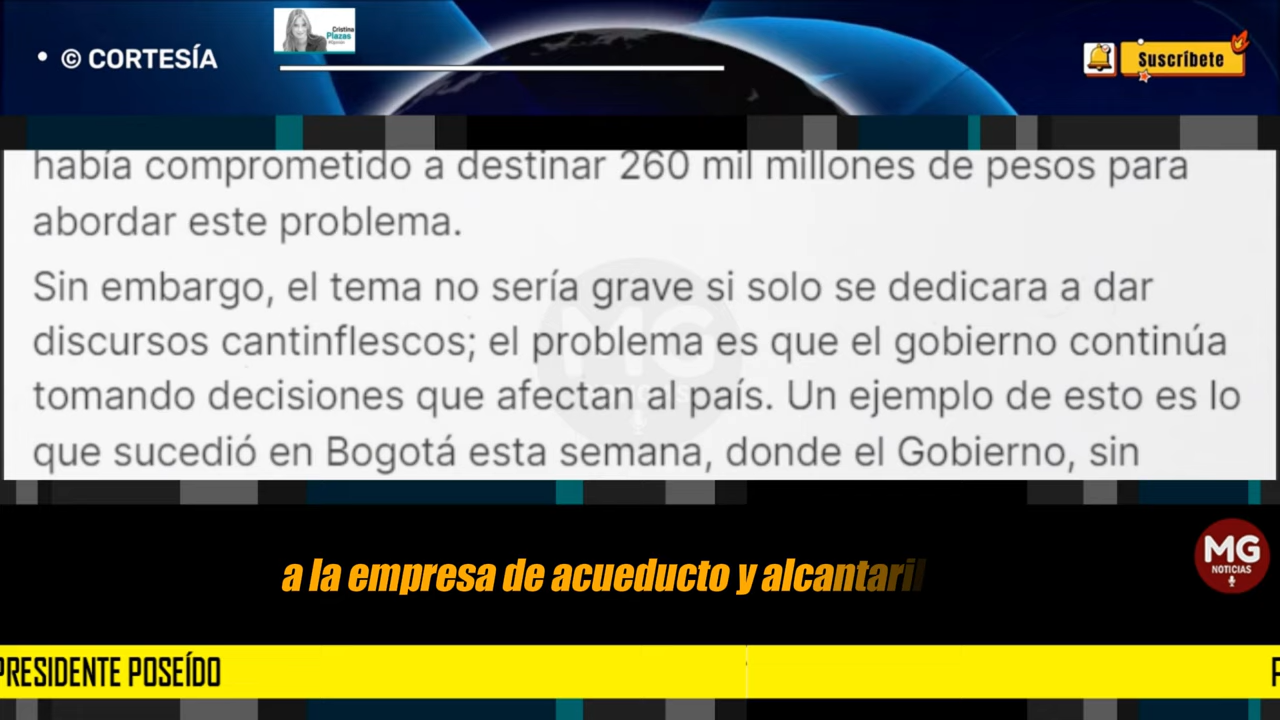 • © CORTESÍA
Cristina
Plazas
Suscríbete
había comprometido a destinar 260 mil millones de pesos para
abordar este problema.
Sin embargo, el tema no sería grave si solo se dedicara a dar
discursos cantinflescos; el problema es que el gobierno continúa
tomando decisiones que afectan al país. Un ejemplo de esto es lo
que sucedió en Bogotá esta semana, donde el Gobierno, sin
a la empresa de acueducto y alcantaril
MG
NOTICIAS
PRESIDENTE POSEÍDO